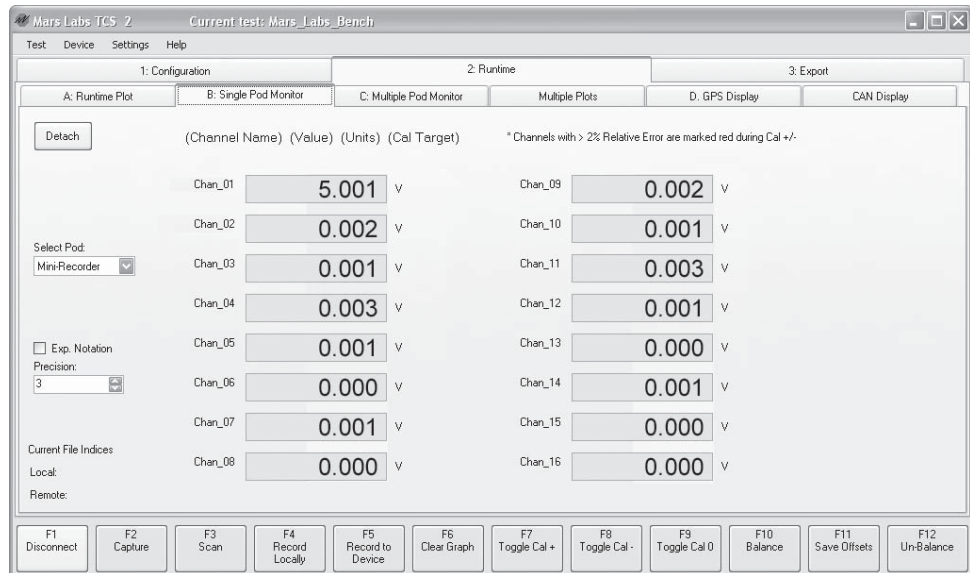 Mars Labs TCS 2 Current test: Mars_Labs_Bench
Test Device Settings Help
1: Configuration 2: Runtime 3: Export
A: Runtime Plot B: Single Pod Monitor C: Multiple Pod Monitor Multiple Plots D. GPS Display CAN Display
Detach (Channel Name) (Value) (Units) (Cal Target) * Channels with > 2% Relative Error are marked red during Cal +/-
Chan_01 5.001 V Chan_09 0.002 V
Chan_02 0.002 V Chan_10 0.001 V
Select Pod:
Mini-Recorder Chan_03 0.001 V Chan_11 0.003 V
Chan_04 0.003 V Chan_12 0.001 V
Exp. Notation Chan_05 0.001 V Chan_13 0.000 V
Precision:
3 Chan_06 0.000 V Chan_14 0.001 V
Chan_07 0.001 V Chan_15 0.000 V
Current File Indices
Local: Chan_08 0.000 V Chan_16 0.000 V
Remote:
F1 F2 F3 F4 F5 F6 F7 F8 F9 F10 F11 F12
Disconnect Capture Scan Record Locally Record to Device Clear Graph Toggle Cal + Toggle Cal - Toggle Cal 0 Balance Save Offsets Un-Balance